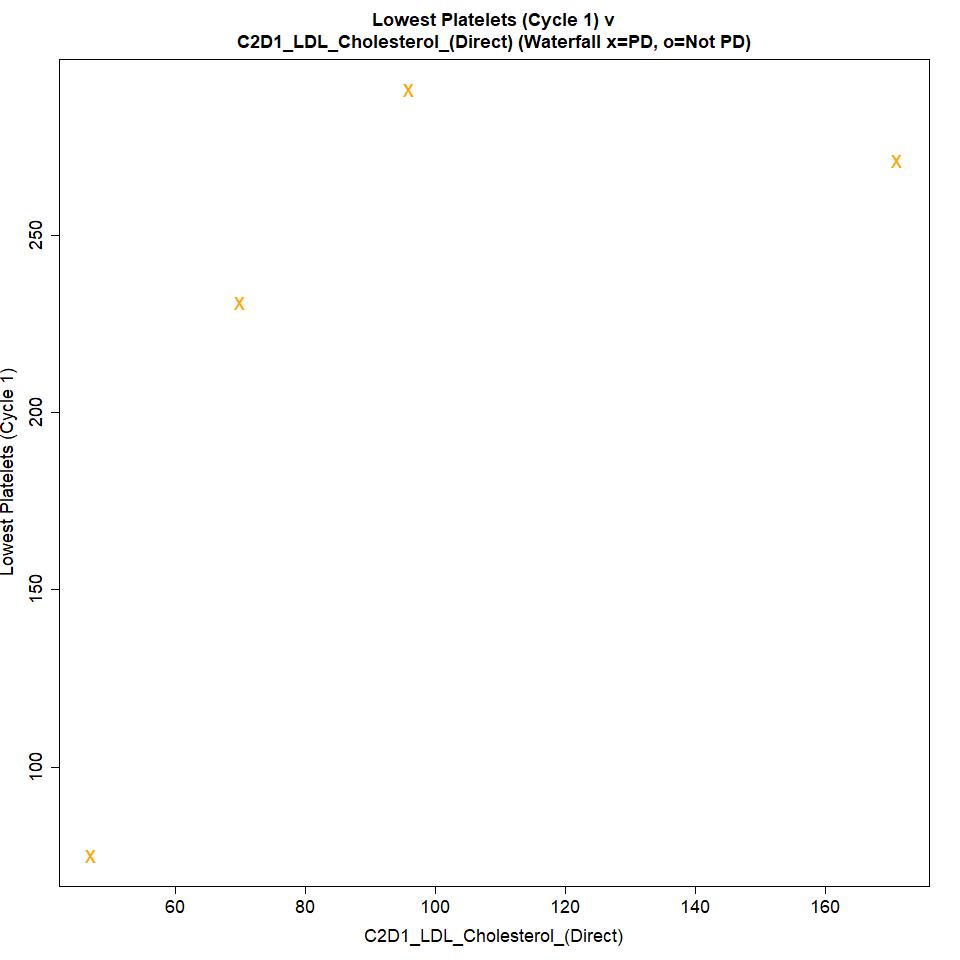 Lowest Platelets (Cycle 1) v
C2D1_LDL_Cholesterol_(Direct) (Waterfall x=PD, o=Not PD)
X
X
250
X
200
Lowest Platelets (Cycle 1)
150
100
X
60 80 100 120 140 160
C2D1_LDL_Cholesterol_(Direct)